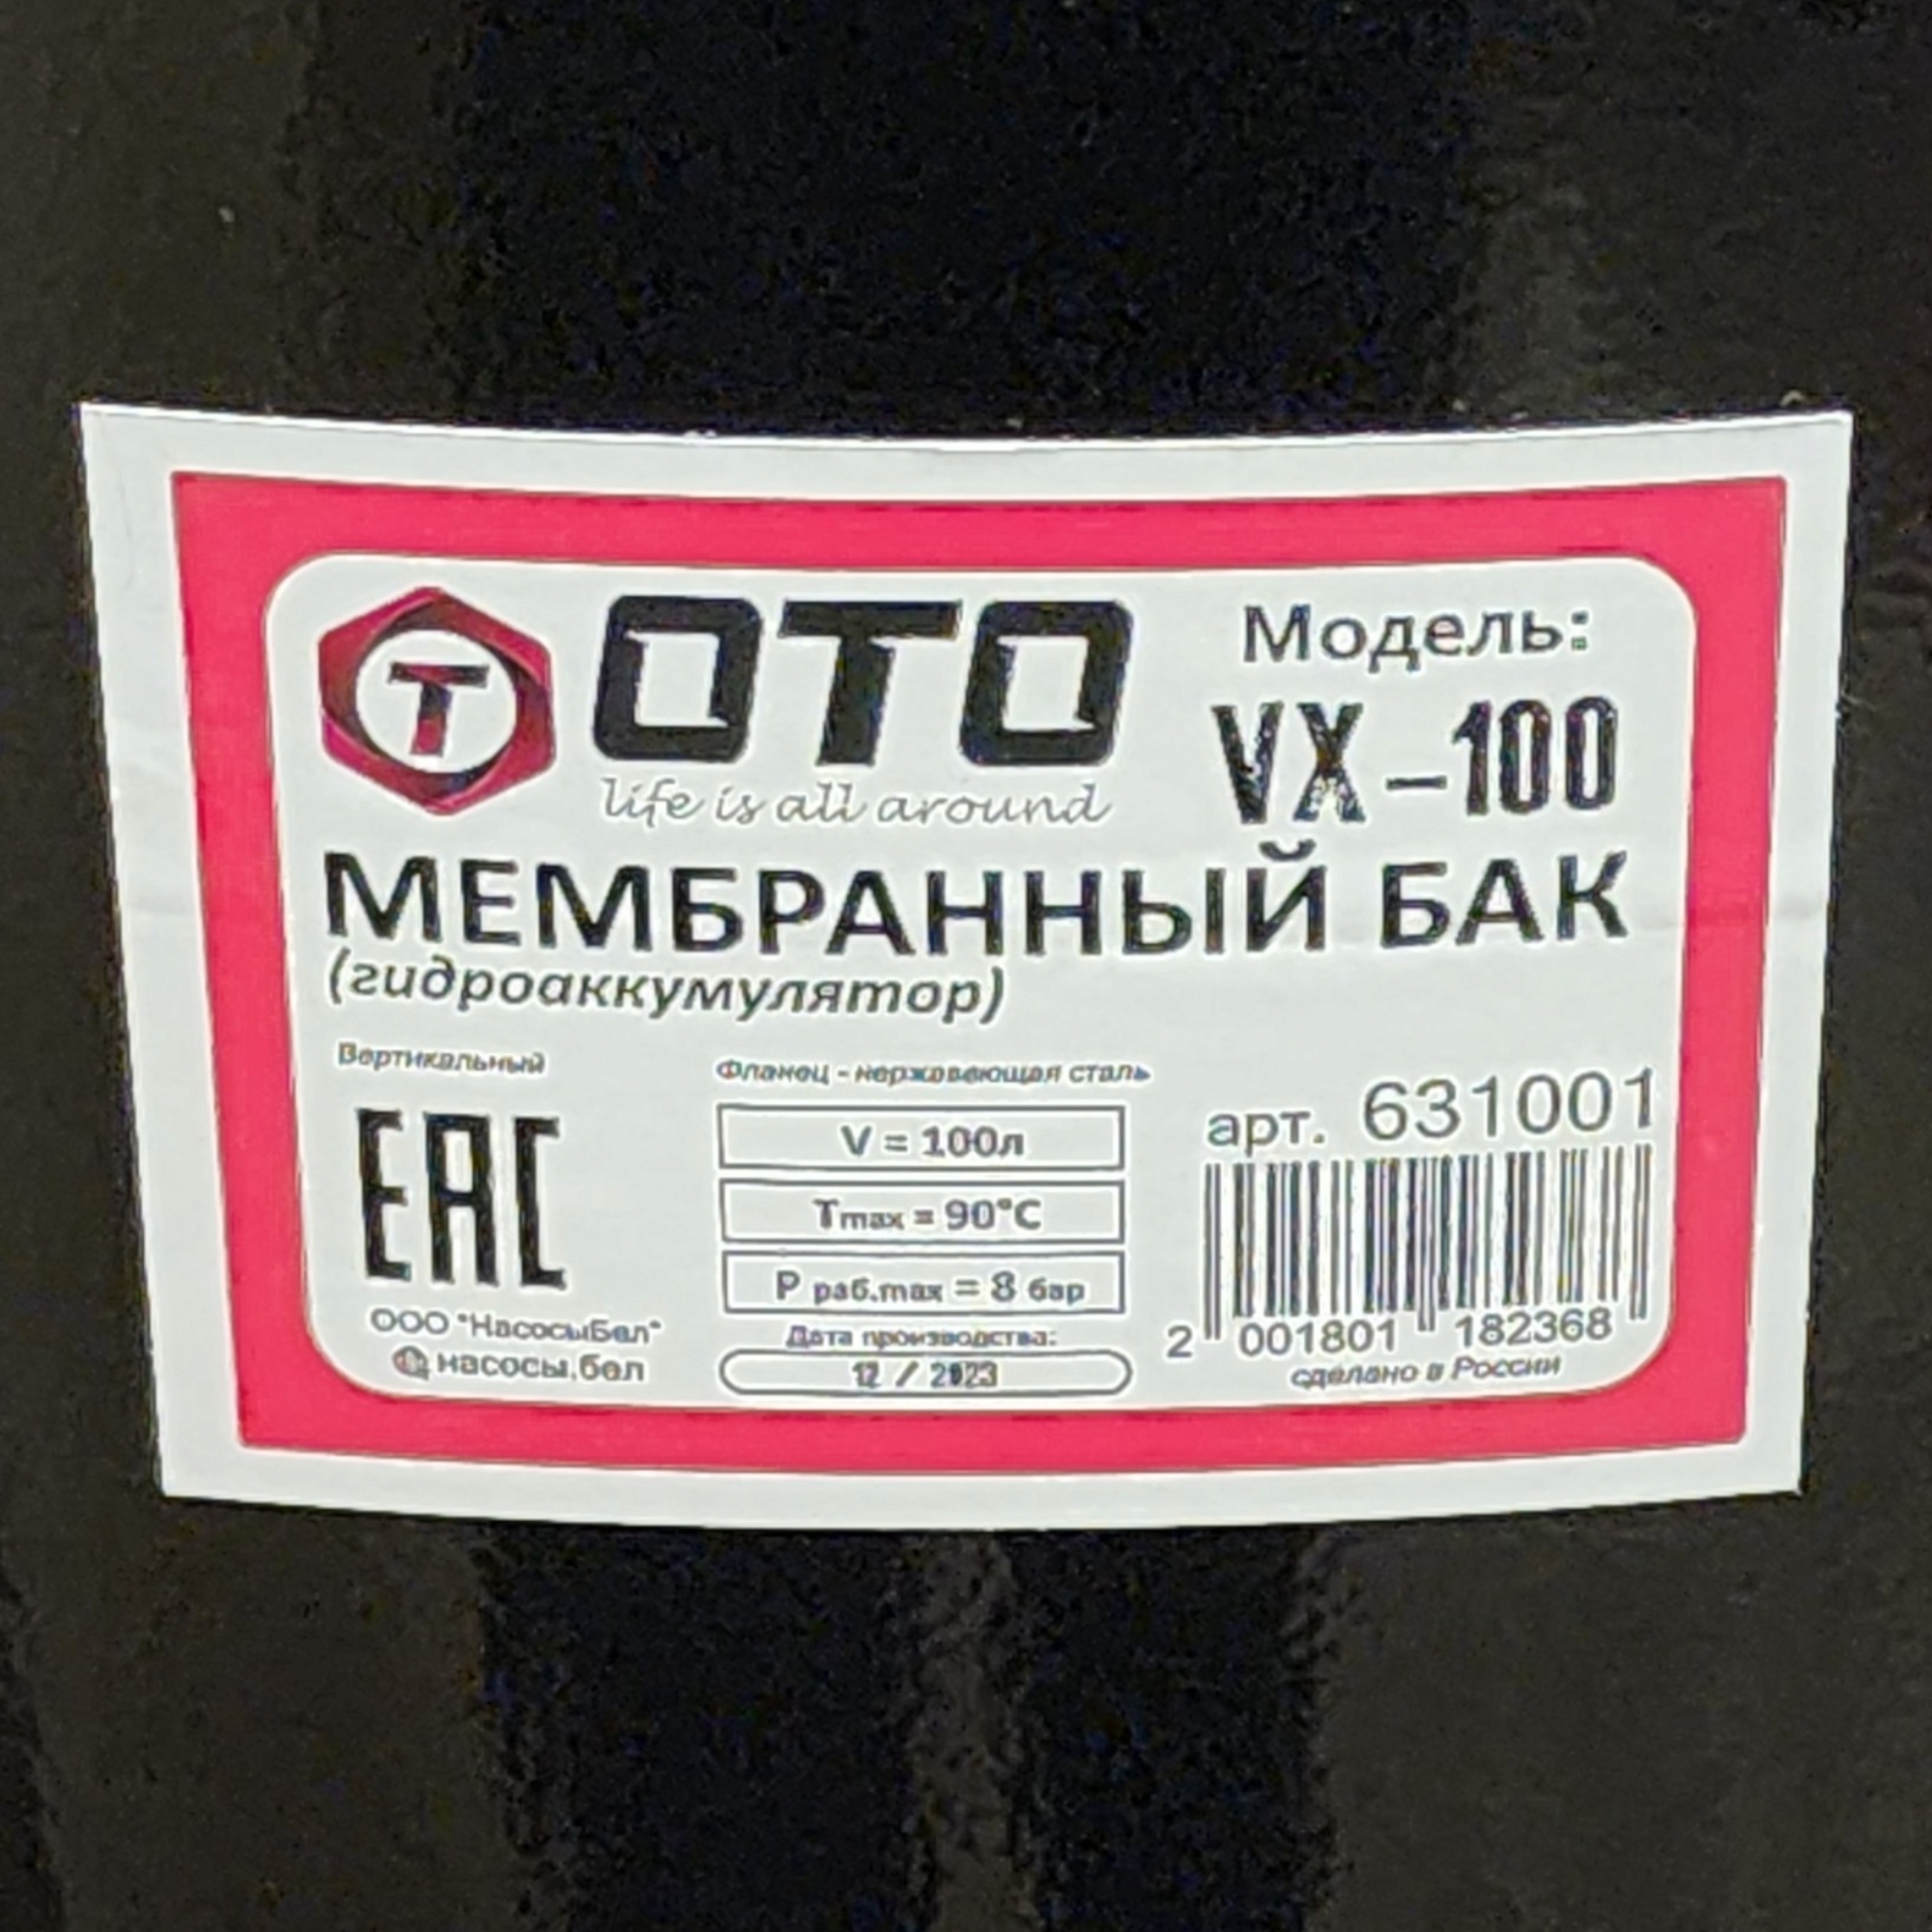 T OTO
life is all around
Модель:
VX-100
МЕМБРАННЫЙ БАК
(гидроаккумулятор)
Вертикальный
Фланец - нержавеющая сталь
EAC
V = 100л
Tmax = 90°C
P раб.max = 8 бар
Дата производства:
12 / 2023
ООО "НасосыБел"
насосы.бел
арт. 631001
2 001801 182368
сделано в России